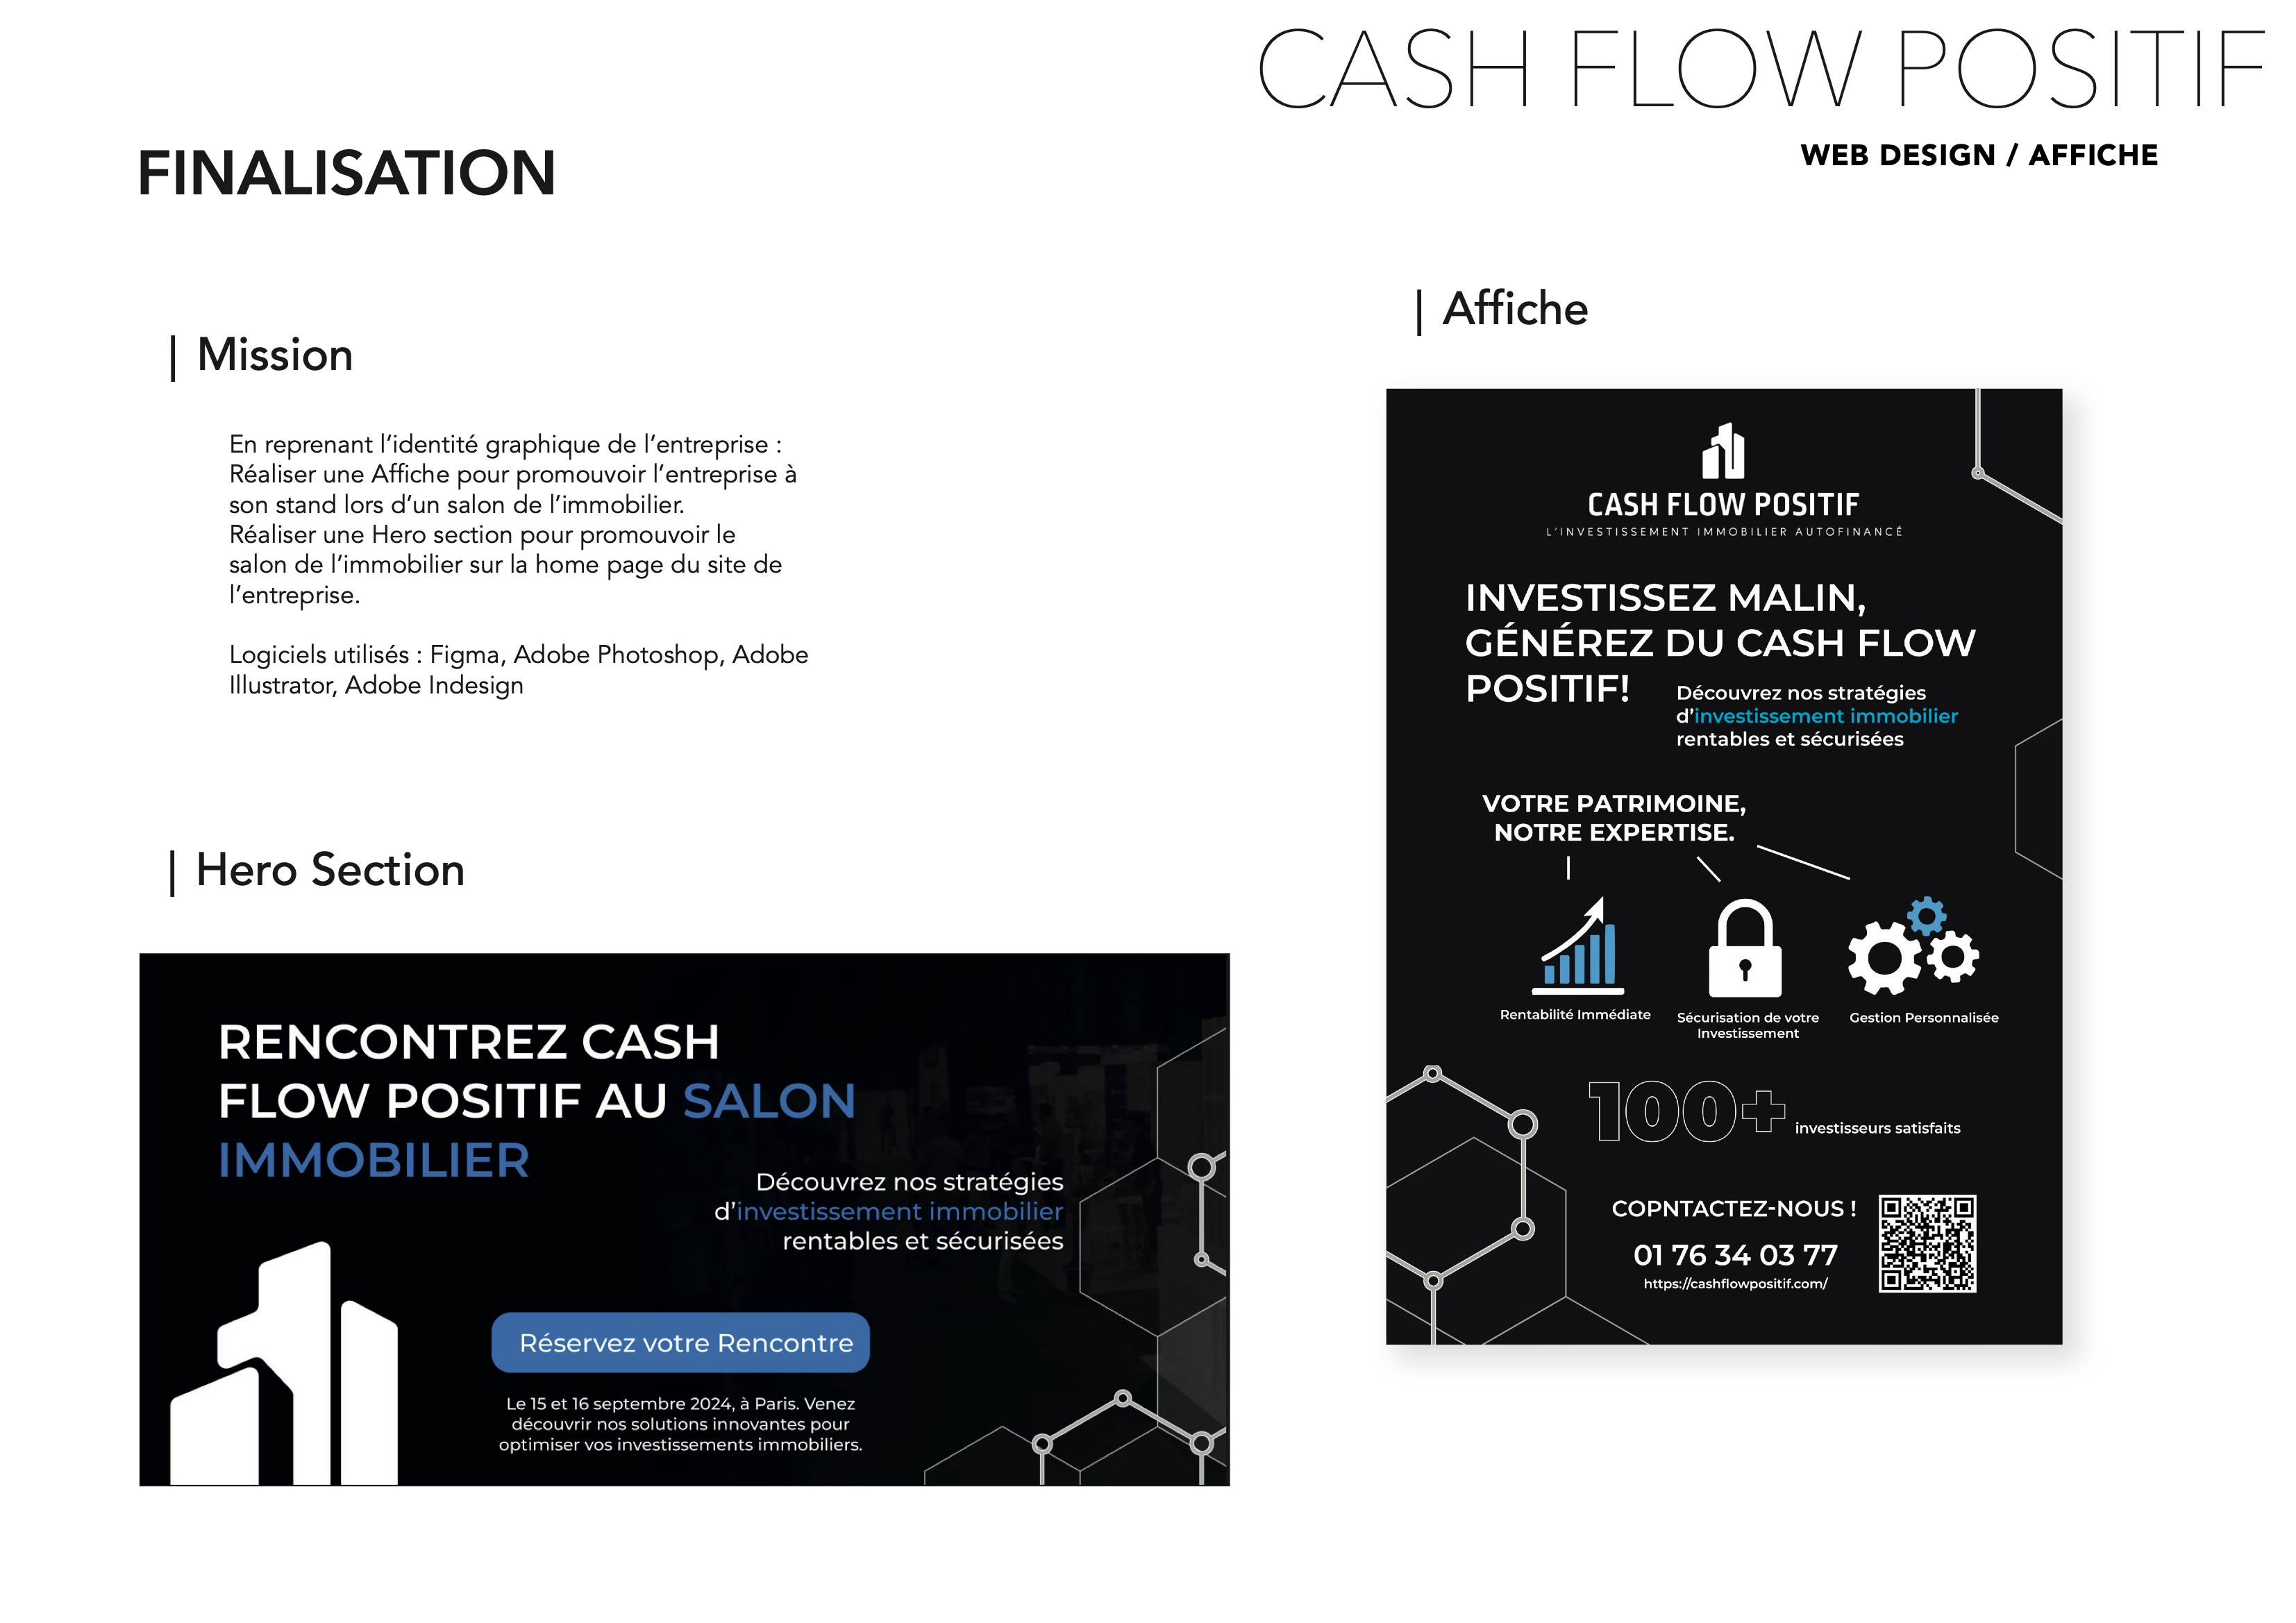 CASH FLOW POSITIF
WEB DESIGN / AFFICHE
FINALISATION
| Mission
En reprenant l’identité graphique de l’entreprise :
Réaliser une Affiche pour promouvoir l’entreprise à
son stand lors d’un salon de l’immobilier.
Réaliser une Hero section pour promouvoir le
salon de l’immobilier sur la home page du site de
l’entreprise.
Logiciels utilisés : Figma, Adobe Photoshop, Adobe
Illustrator, Adobe Indesign
| Hero Section
RENCONTREZ CASH
FLOW POSITIF AU SALON
IMMOBILIER
Découvrez nos stratégies
d’investissement immobilier
rentables et sécurisées
Réservez votre Rencontre
Le 15 et 16 septembre 2024, à Paris. Venez
découvrir nos solutions innovantes pour
optimiser vos investissements immobiliers.
| Affiche
CASH FLOW POSITIF
L’INVESTISSEMENT IMMOBILIER AUTOFINANCÉ
INVESTISSEZ MALIN,
GÉNÉREZ DU CASH FLOW
POSITIF!
Découvrez nos stratégies
d’investissement immobilier
rentables et sécurisées
VOTRE PATRIMOINE,
NOTRE EXPERTISE.
Rentabilité Immédiate
Sécurisation de votre
Investissement
Gestion Personnalisée
100+ investisseurs satisfaits
COPNTACTEZ-NOUS !
01 76 34 03 77
https://cashflowpositif.com/